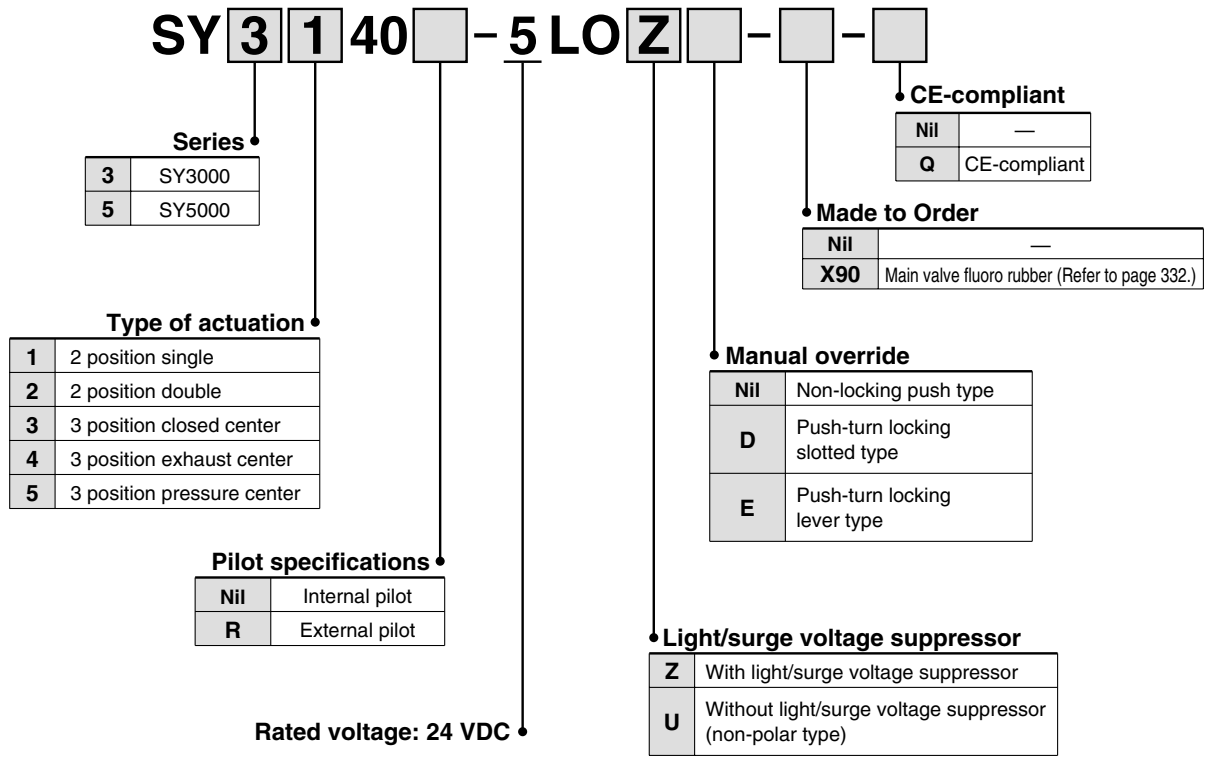 SY 3 1 40 – 5 LO Z – –
CE-compliant
Nil —
Q CE-compliant
Series
3 SY3000
5 SY5000
Made to Order
Nil —
X90 Main valve fluoro rubber (Refer to page 332.)
Type of actuation
1 2 position single
2 2 position double
3 3 position closed center
4 3 position exhaust center
5 3 position pressure center
Manual override
Nil Non-locking push type
D Push-turn locking
slotted type
E Push-turn locking
lever type
Pilot specifications
Nil Internal pilot
R External pilot
Light/surge voltage suppressor
Z With light/surge voltage suppressor
U Without light/surge voltage suppressor
(non-polar type)
Rated voltage: 24 VDC